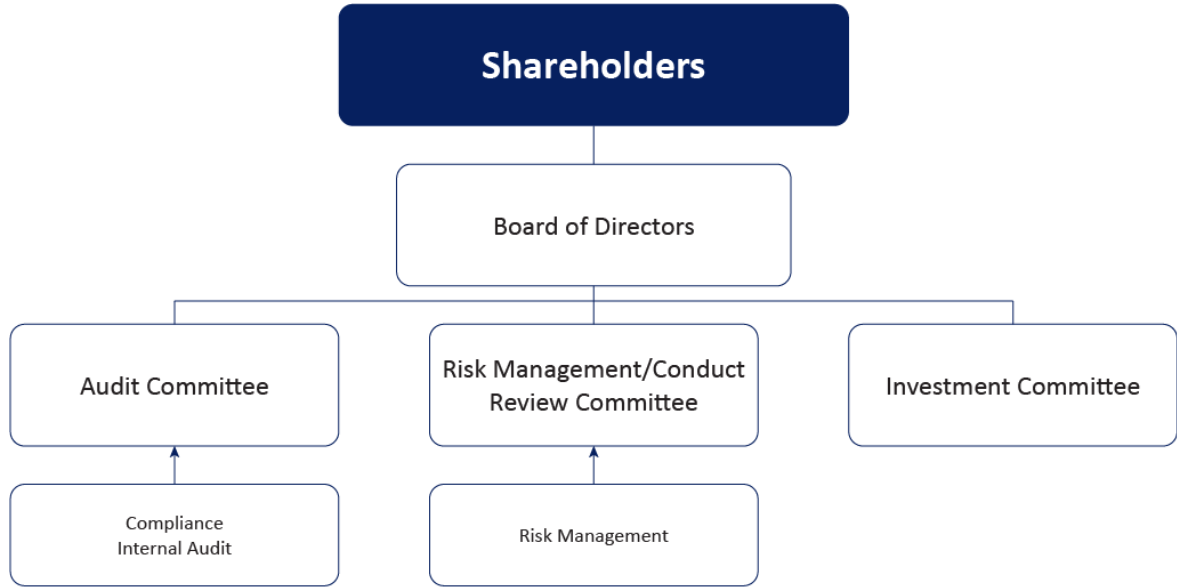 Shareholders
Board of Directors
Audit Committee
Risk Management/Conduct
Review Committee
Investment Committee
Compliance
Internal Audit
Risk Management